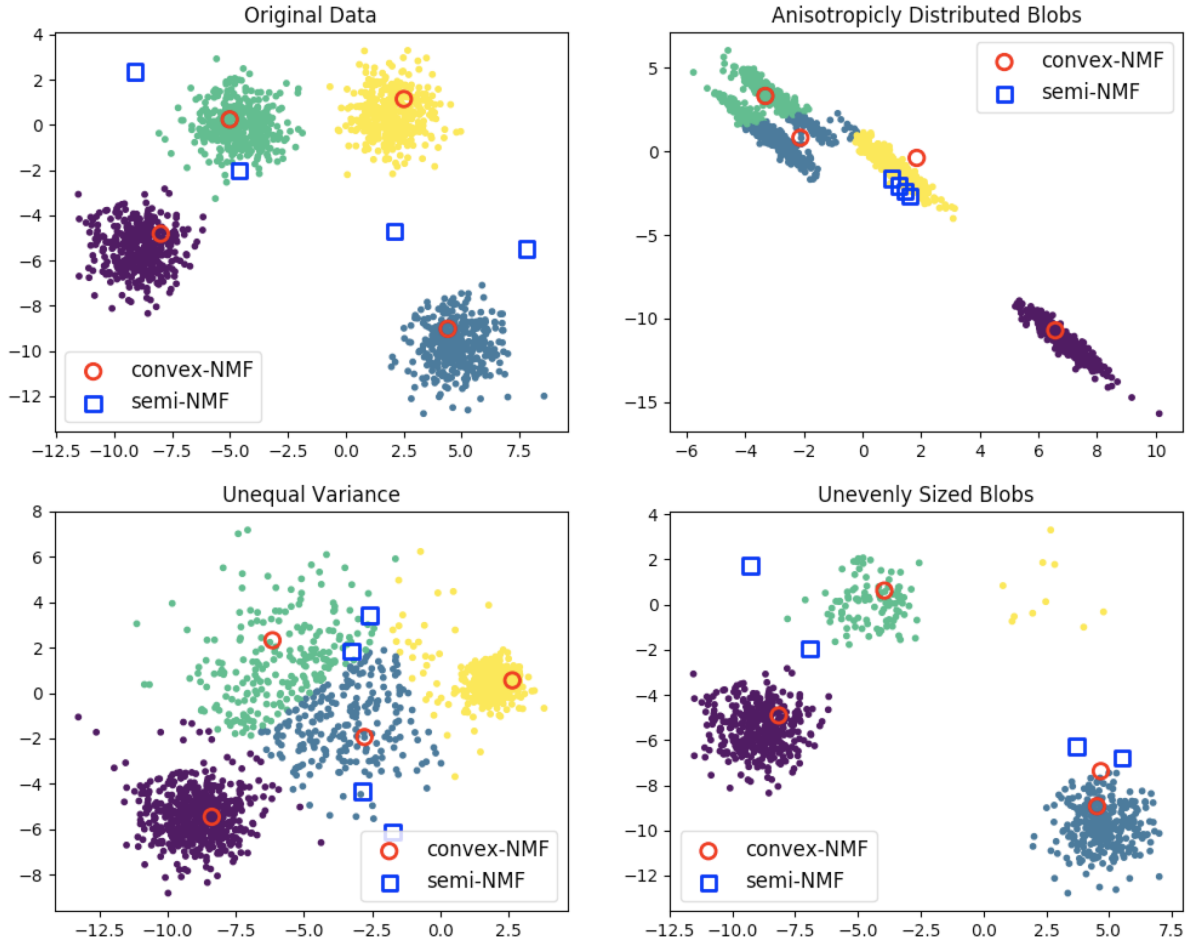 Original Data
4
2
0
−2
−4
−6
−8
−10
−12
convex-NMF
semi-NMF
−12.5 −10.0 −7.5 −5.0 −2.5 0.0 2.5 5.0 7.5
Anisotropicly Distributed Blobs
convex-NMF
semi-NMF
5
0
−5
−10
−15
−6 −4 −2 0 2 4 6 8 10
Unequal Variance
8
6
4
2
0
−2
−4
−6
−8
convex-NMF
semi-NMF
−12.5 −10.0 −7.5 −5.0 −2.5 0.0 2.5
Unevenly Sized Blobs
4
2
0
−2
−4
−6
−8
−10
−12
convex-NMF
semi-NMF
−12.5 −10.0 −7.5 −5.0 −2.5 0.0 2.5 5.0 7.5